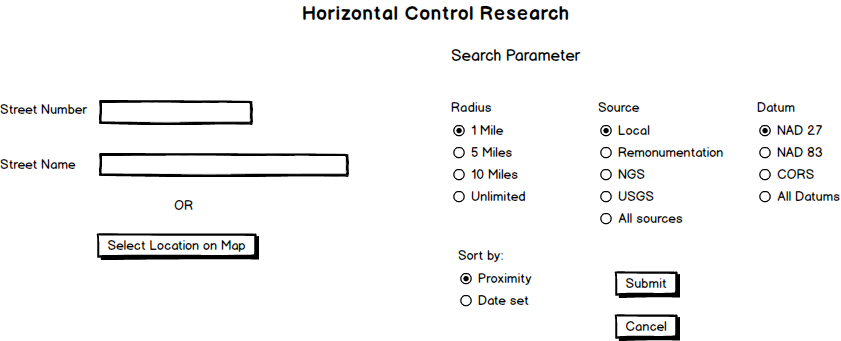 Horizontal Control Research
Search Parameter
Street Number
Street Name
OR
Select Location on Map
Radius
1 Mile
5 Miles
10 Miles
Unlimited
Source
Local
Remonumentation
NGS
USGS
All sources
Datum
NAD 27
NAD 83
CORS
All Datums
Sort by:
Proximity
Date set
Submit
Cancel